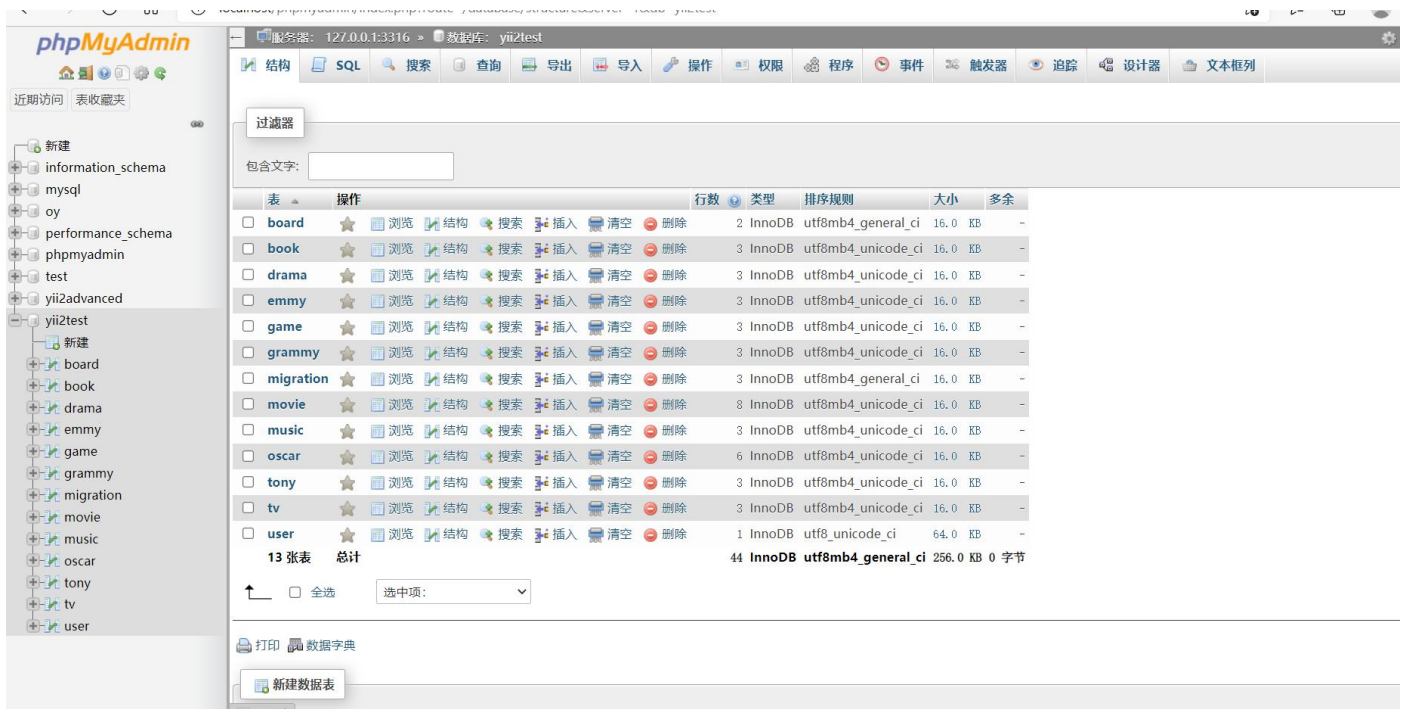 phpMyAdmin
近期访问 表收藏夹
新建
information_schema
mysql
oy
performance_schema
phpmyadmin
test
yii2advanced
yii2test
新建
board
book
drama
emmy
game
grammy
migration
movie
music
oscar
tony
tv
user
服务器: 127.0.0.1:3316 » 数据库: yii2test
结构 SQL 搜索 查询 导出 导入 操作 权限 程序 事件 触发器 追踪 设计器 文本框列
过滤器
包含文字:
表 操作 行数 类型 排序规则 大小 多余
board 浏览 结构 搜索 插入 清空 删除 2 InnoDB utf8mb4_general_ci 16.0 KB -
book 浏览 结构 搜索 插入 清空 删除 3 InnoDB utf8mb4_unicode_ci 16.0 KB -
drama 浏览 结构 搜索 插入 清空 删除 3 InnoDB utf8mb4_unicode_ci 16.0 KB -
emmy 浏览 结构 搜索 插入 清空 删除 3 InnoDB utf8mb4_unicode_ci 16.0 KB -
game 浏览 结构 搜索 插入 清空 删除 3 InnoDB utf8mb4_unicode_ci 16.0 KB -
grammy 浏览 结构 搜索 插入 清空 删除 3 InnoDB utf8mb4_unicode_ci 16.0 KB -
migration 浏览 结构 搜索 插入 清空 删除 3 InnoDB utf8mb4_general_ci 16.0 KB -
movie 浏览 结构 搜索 插入 清空 删除 8 InnoDB utf8mb4_unicode_ci 16.0 KB -
music 浏览 结构 搜索 插入 清空 删除 3 InnoDB utf8mb4_unicode_ci 16.0 KB -
oscar 浏览 结构 搜索 插入 清空 删除 6 InnoDB utf8mb4_unicode_ci 16.0 KB -
tony 浏览 结构 搜索 插入 清空 删除 3 InnoDB utf8mb4_unicode_ci 16.0 KB -
tv 浏览 结构 搜索 插入 清空 删除 3 InnoDB utf8mb4_unicode_ci 16.0 KB -
user 浏览 结构 搜索 插入 清空 删除 1 InnoDB utf8_unicode_ci 64.0 KB -
13 张表 总计 44 InnoDB utf8mb4_general_ci 256.0 KB 0 字节
全选 选中项:
打印 数据字典
新建数据表